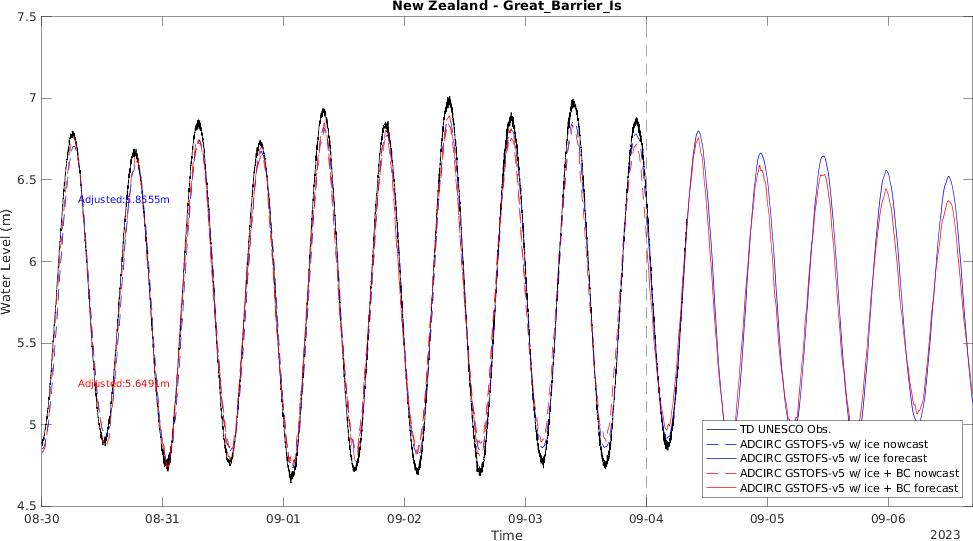 New Zealand - Great_Barrier_Is
7.5
7
6.5
6
5.5
5
4.5
Water Level (m)
Adjusted:5.8555m
Adjusted:5.6491m
TD UNESCO Obs.
ADCIRC GSTOFS-v5 w/ ice nowcast
ADCIRC GSTOFS-v5 w/ ice forecast
ADCIRC GSTOFS-v5 w/ ice + BC nowcast
ADCIRC GSTOFS-v5 w/ ice + BC forecast
08-30 08-31 09-01 09-02 09-03 09-04 09-05 09-06
Time
2023